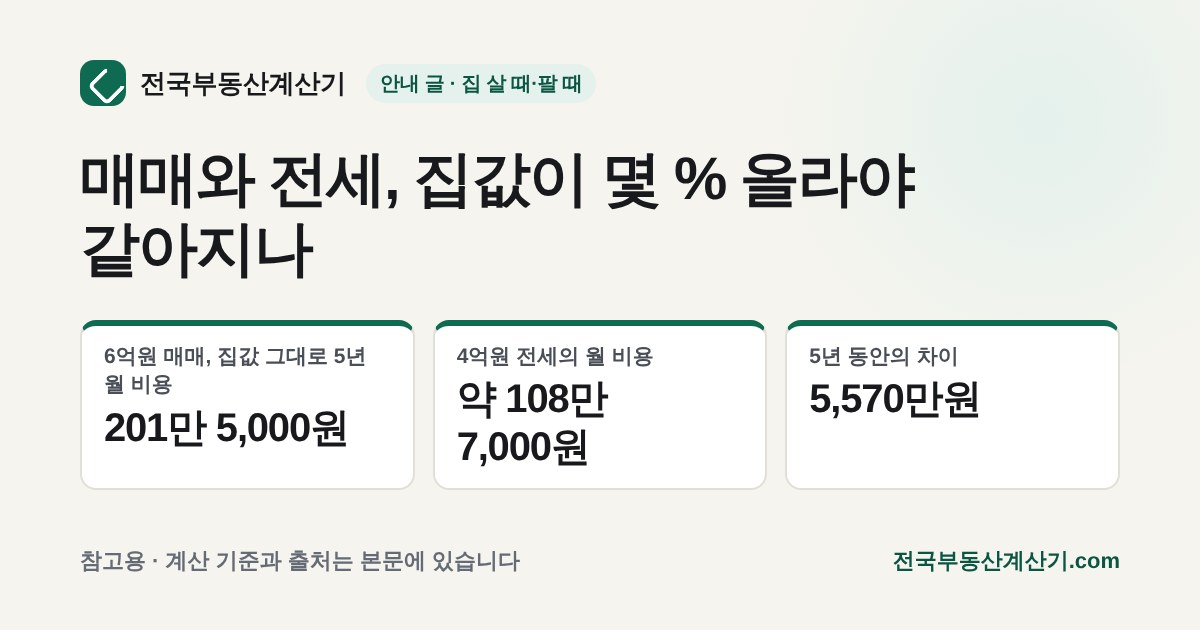 전국부동산계산기
안내 글 · 집 살 때·팔 때
매매와 전세, 집값이 몇 % 올라야
같아지나
6억원 매매, 집값 그대로 5년
월 비용
201만 5,000원
4억원 전세의 월 비용
약 108만
7,000원
5년 동안의 차이
5,570만원
참고용 · 계산 기준과 출처는 본문에 있습니다
전국부동산계산기.com